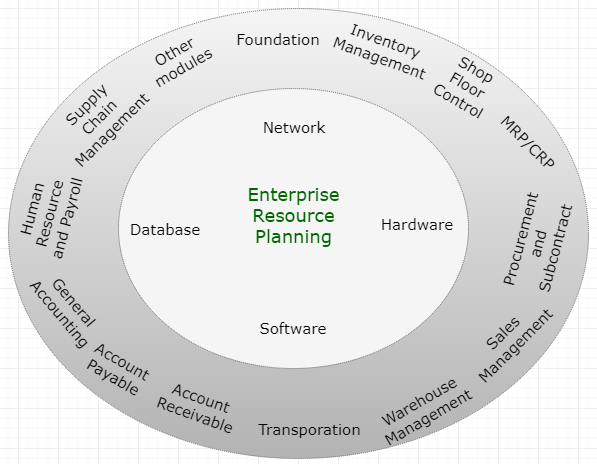 Foundation
Inventory
Management
Shop
Floor
Control
MRP/CRP
Procurement
and
Subcontract
Sales
Management
Warehouse
Management
Transporation
Account
Receivable
Account
Payable
General
Accounting
Human
Resource
and Payroll
Supply
Chain
Management
Other
modules
Network
Enterprise
Resource
Planning
Database
Hardware
Software